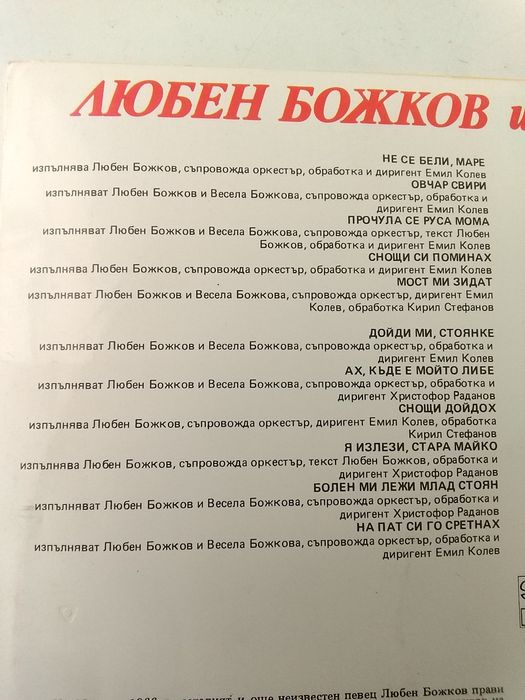 ЛЮБЕН БОЖКОВ и
НЕ СЕ БЕЛИ, МАРЕ
изпълнява Любен Божков, съпровожда оркестър, обработка и диригент Емил Колев
ОВЧАР СВИРИ
изпълняват Любен Божков и Весела Божкова, съпровожда оркестър, обработка и
диригент Емил Колев
ПРОЧУЛА СЕ РУСА МОМА
изпълняват Любен Божков и Весела Божкова, съпровожда оркестър, текст Любен
Божков, обработка и диригент Емил Колев
СНОЩИ СИ ПОМИНАХ
изпълнява Любен Божков, съпровожда оркестър, обработка и диригент Емил Колев
МОСТ МИ ЗИДАТ
изпълняват Любен Божков и Весела Божкова, съпровожда оркестър, диригент Емил
Колев, обработка Кирил Стефанов
ДОЙДИ МИ, СТОЯНКЕ
изпълняват Любен Божков и Весела Божкова, съпровожда оркестър, обработка и
диригент Емил Колев
АХ, КЪДЕ Е МОЙТО ЛИБЕ
изпълняват Любен Божков и Весела Божкова, съпровожда оркестър, обработка и
диригент Христофор Раданов
СНОЩИ ДОЙДОХ
изпълнява Любен Божков, съпровожда оркестър, диригент Емил Колев, обработка
Кирил Стефанов
Я ИЗЛЕЗИ, СТАРА МАЙКО
изпълнява Любен Божков, съпровожда оркестър, текст Любен Божков, обработка и
диригент Христофор Раданов
БОЛЕН МИ ЛЕЖИ МЛАД СТОЯН
изпълняват Любен Божков и Весела Божкова, съпровожда оркестър, обработка и
диригент Христофор Раданов
НА ПАТ СИ ГО СРЕТНАХ
изпълняват Любен Божков и Весела Божкова, съпровожда оркестър, обработка и
диригент Емил Колев
и още неизвестен певец Любен Божков прави